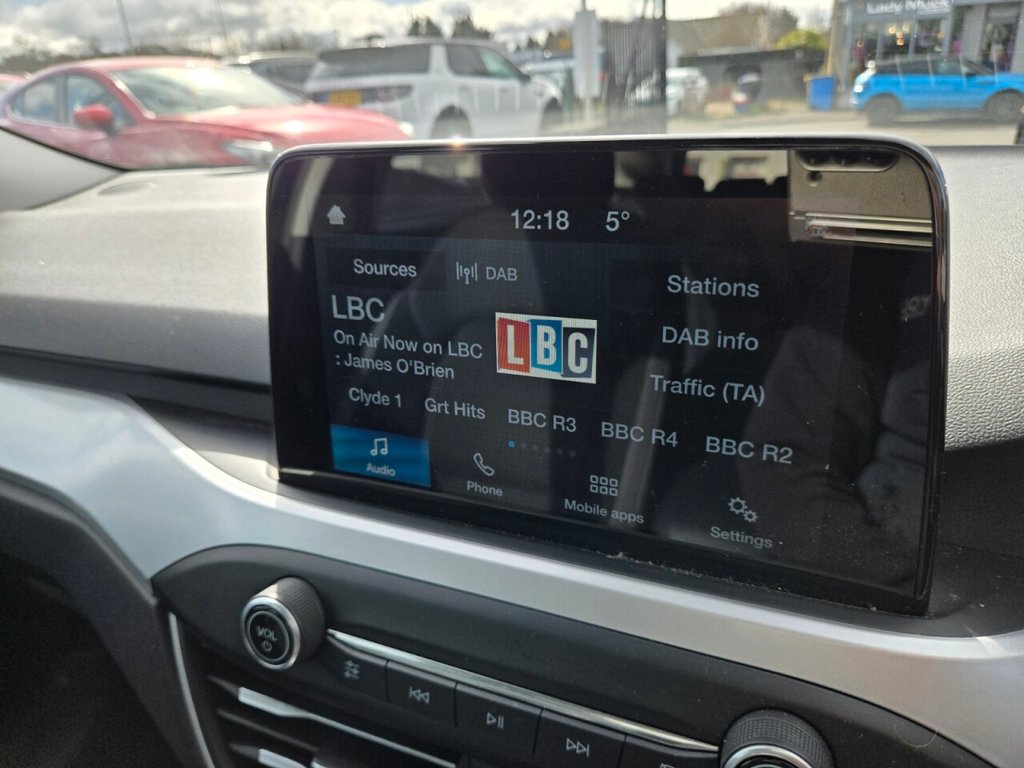 12:18 5°
Sources DAB
Stations
LBC
LBC
On Air Now on LBC
: James O'Brien
DAB info
Traffic (TA)
Clyde 1 Grt Hits BBC R3 BBC R4 BBC R2
Audio Phone Mobile apps Settings
VOL